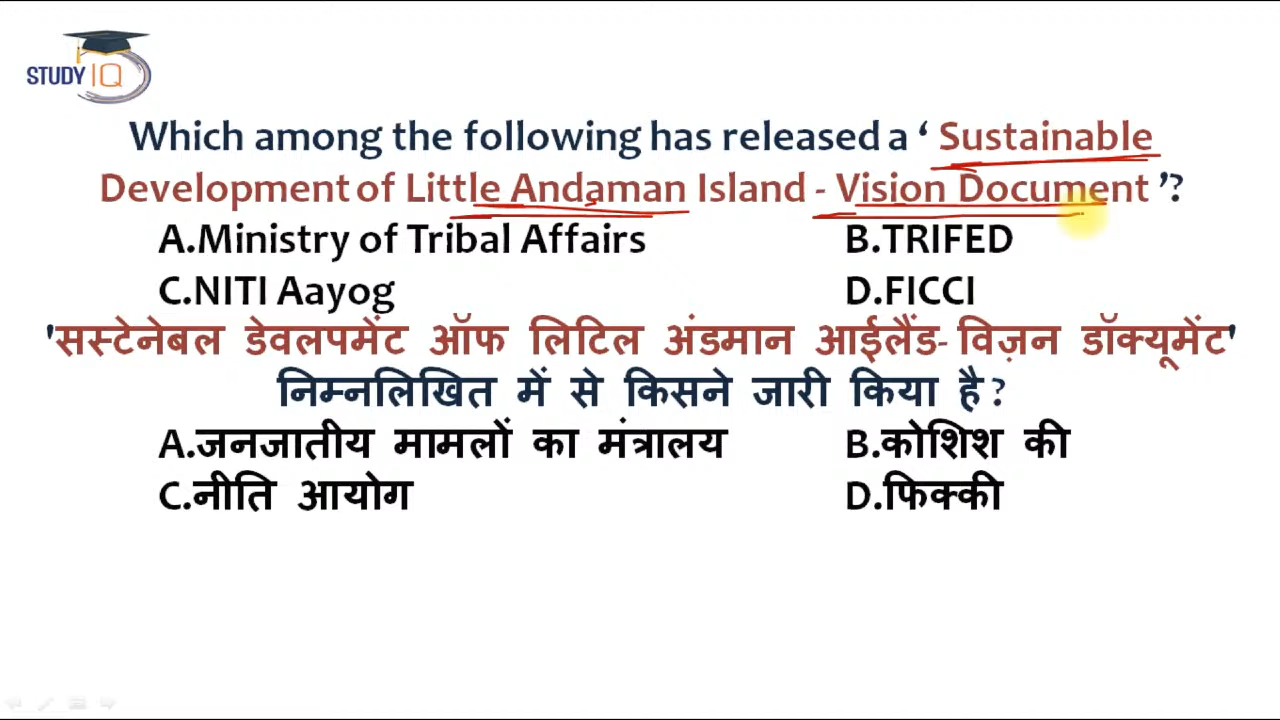 STUDY IQ
Which among the following has released a ‘ Sustainable
Development of Little Andaman Island - Vision Document ’?
A.Ministry of Tribal Affairs B.TRIFED
C.NITI Aayog D.FICCI
'सस्टेनेबल डेवलपमेंट ऑफ लिटिल अंडमान आईलैंड- विज़न डॉक्यूमेंट'
निम्नलिखित में से किसने जारी किया है?
A.जनजातीय मामलों का मंत्रालय B.कोशिश की
C.नीति आयोग D.फिक्की